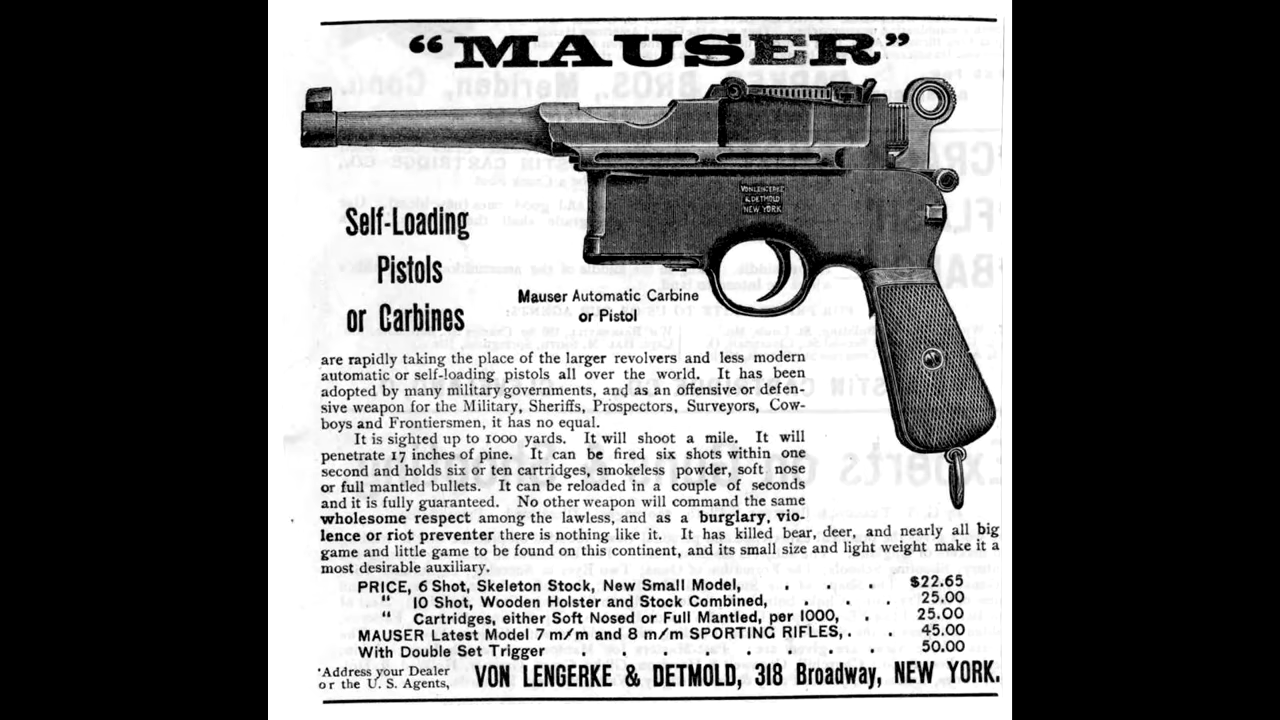 "MAUSER"
VON LENGERKE
& DETMOLD
NEW YORK
Self-Loading
Pistols
or Carbines
Mauser Automatic Carbine
or Pistol
are rapidly taking the place of the larger revolvers and less modern
automatic or self-loading pistols all over the world. It has been
adopted by many military governments, and as an offensive or defen-
sive weapon for the Military, Sheriffs, Prospectors, Surveyors, Cow-
boys and Frontiersmen, it has no equal.
It is sighted up to 1000 yards. It will shoot a mile. It will
penetrate 17 inches of pine. It can be fired six shots within one
second and holds six or ten cartridges, smokeless powder, soft nose
or full mantled bullets. It can be reloaded in a couple of seconds
and it is fully guaranteed. No other weapon will command the same
wholesome respect among the lawless, and as a burglary, vio-
lence or riot preventer there is nothing like it. It has killed bear, deer, and nearly all big
game and little game to be found on this continent, and its small size and light weight make it a
most desirable auxiliary.
PRICE, 6 Shot, Skeleton Stock, New Small Model, . . . $22.65
" 10 Shot, Wooden Holster and Stock Combined, . . . . 25.00
" Cartridges, either Soft Nosed or Full Mantled, per 1000, . . 25.00
MAUSER Latest Model 7 m/m and 8 m/m SPORTING RIFLES, . . 45.00
With Double Set Trigger . . . . . . . . 50.00
Address your Dealer
or the U. S. Agents,
VON LENGERKE & DETMOLD, 318 Broadway, NEW YORK.